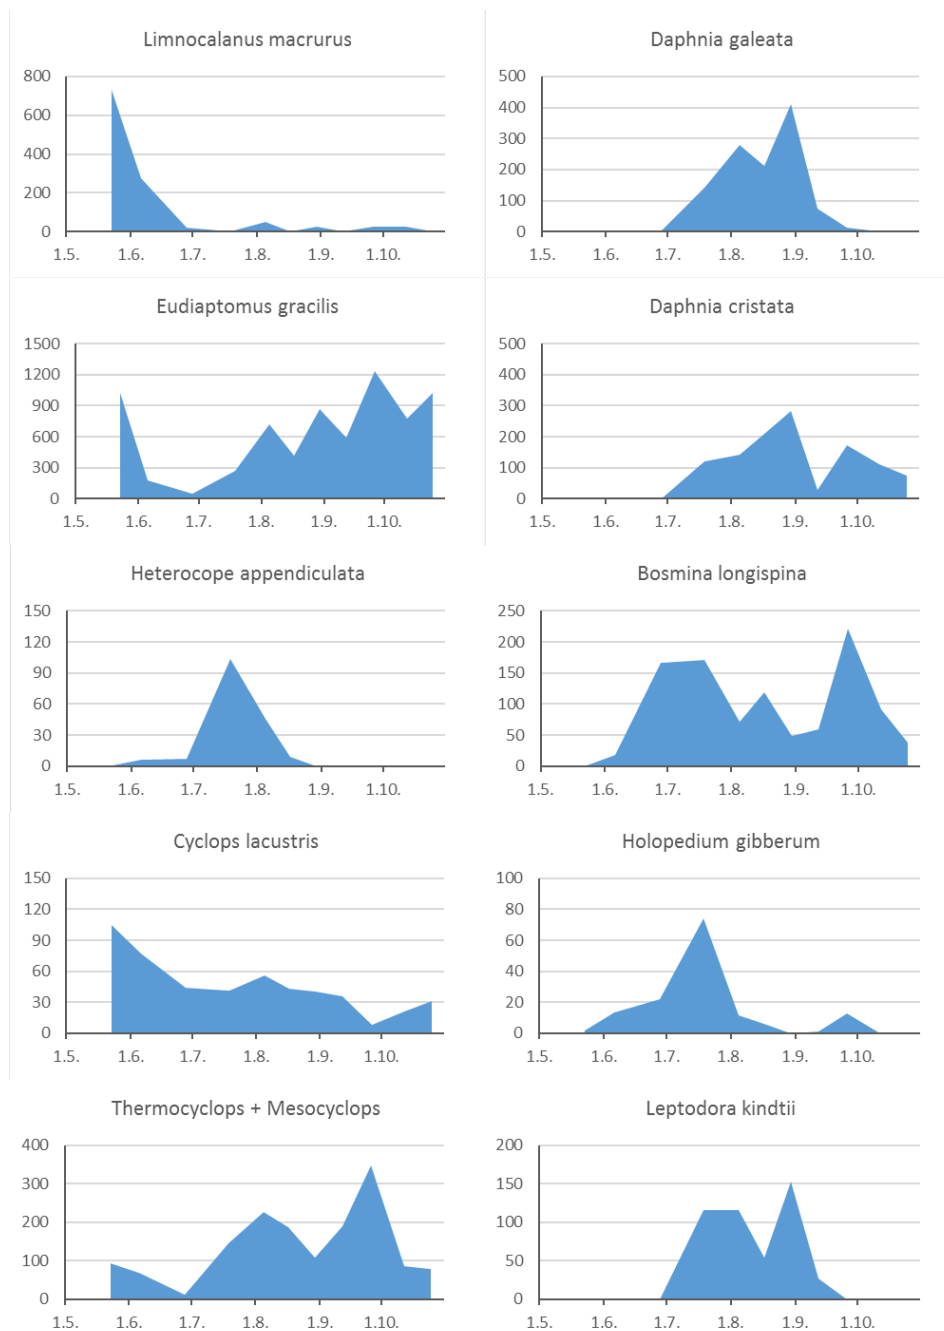 Limnocalanus macrurus
800
600
400
200
0
1.5. 1.6. 1.7. 1.8. 1.9. 1.10.
Daphnia galeata
500
400
300
200
100
0
1.5. 1.6. 1.7. 1.8. 1.9. 1.10.
Eudiaptomus gracilis
1500
1200
900
600
300
0
1.5. 1.6. 1.7. 1.8. 1.9. 1.10.
Daphnia cristata
500
400
300
200
100
0
1.5. 1.6. 1.7. 1.8. 1.9. 1.10.
Heterocope appendiculata
150
120
90
60
30
0
1.5. 1.6. 1.7. 1.8. 1.9. 1.10.
Bosmina longispina
250
200
150
100
50
0
1.5. 1.6. 1.7. 1.8. 1.9. 1.10.
Cyclops lacustris
150
120
90
60
30
0
1.5. 1.6. 1.7. 1.8. 1.9. 1.10.
Holopedium gibberum
100
80
60
40
20
0
1.5. 1.6. 1.7. 1.8. 1.9. 1.10.
Thermocyclops + Mesocyclops
400
300
200
100
0
1.5. 1.6. 1.7. 1.8. 1.9. 1.10.
Leptodora kindtii
200
150
100
50
0
1.5. 1.6. 1.7. 1.8. 1.9. 1.10.